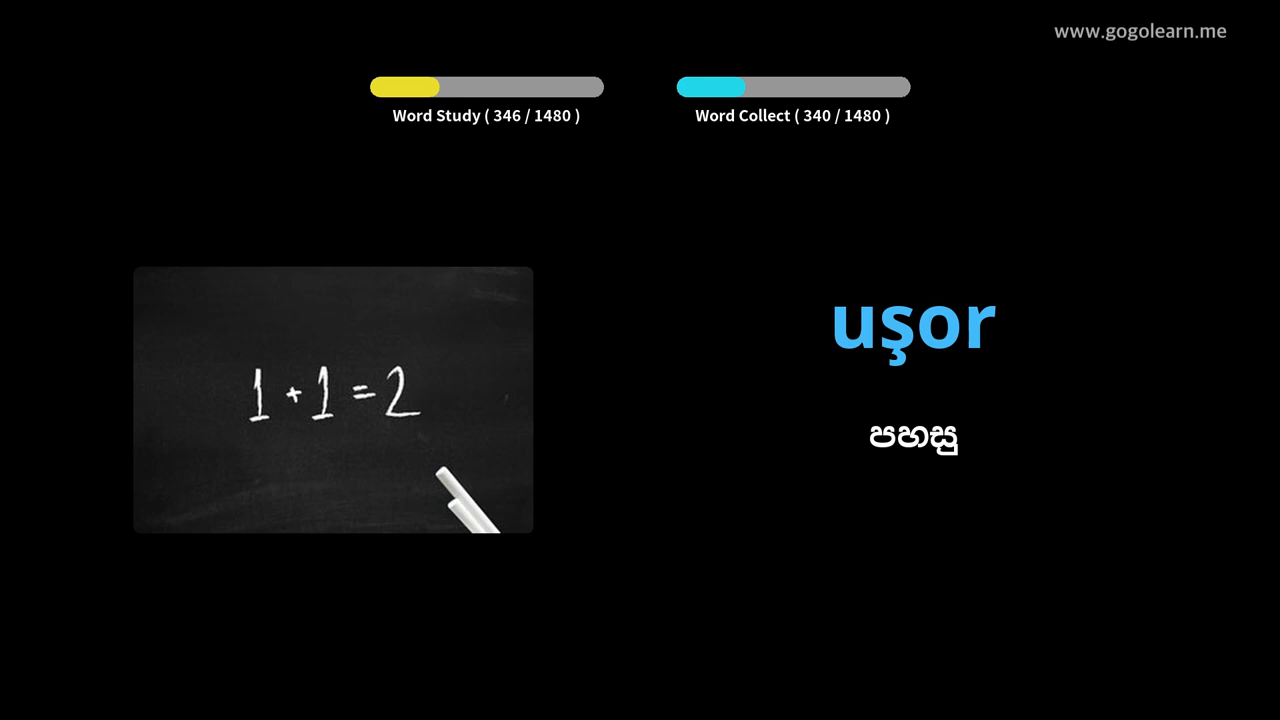 www.gogolearn.me
Word Study ( 346 / 1480 )
Word Collect ( 340 / 1480 )
1 + 1 = 2
uşor
පහසු